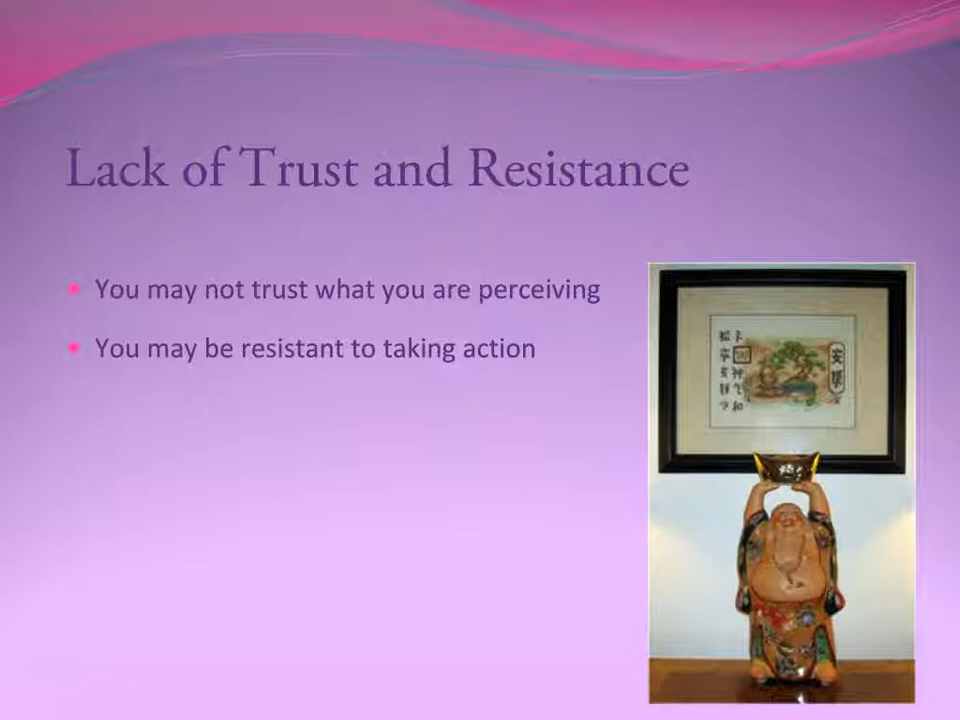 Lack of Trust and Resistance
You may not trust what you are perceiving
You may be resistant to taking action